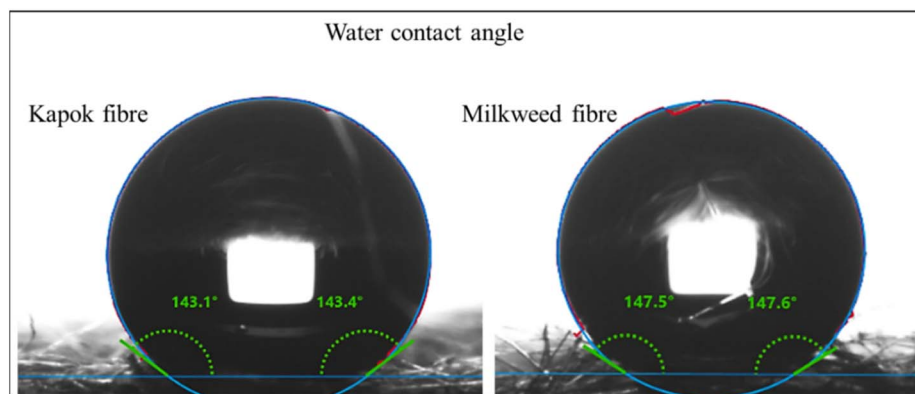 Water contact angle
Kapok fibre
Milkweed fibre
143.1° 143.4°
147.5° 147.6°